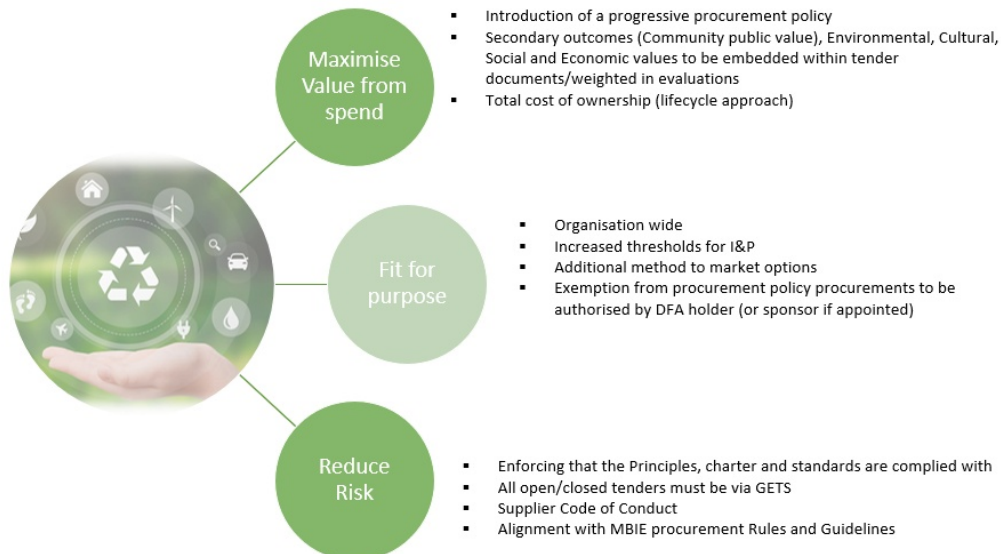 Maximise
Value from
spend
▪ Introduction of a progressive procurement policy
▪ Secondary outcomes (Community public value), Environmental, Cultural,
Social and Economic values to be embedded within tender
documents/weighted in evaluations
▪ Total cost of ownership (lifecycle approach)
Fit for
purpose
▪ Organisation wide
▪ Increased thresholds for I&P
▪ Additional method to market options
▪ Exemption from procurement policy procurements to be
authorised by DFA holder (or sponsor if appointed)
Reduce
Risk
▪ Enforcing that the Principles, charter and standards are complied with
▪ All open/closed tenders must be via GETS
▪ Supplier Code of Conduct
▪ Alignment with MBIE procurement Rules and Guidelines